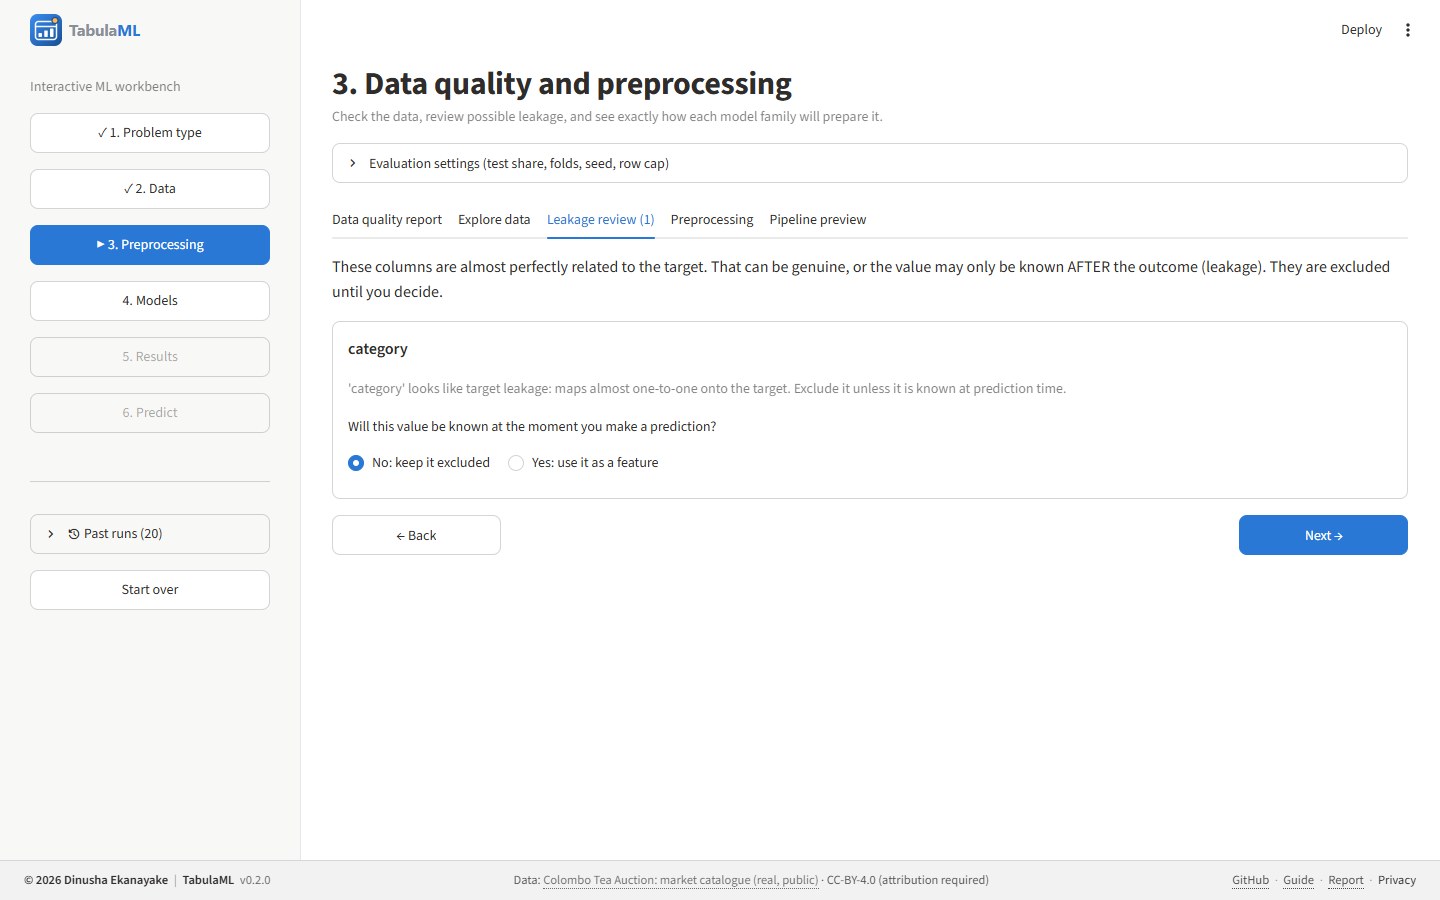 TabulaML
Interactive ML workbench
✓ 1. Problem type
✓ 2. Data
▶ 3. Preprocessing
4. Models
5. Results
6. Predict
Past runs (20)
Start over
Deploy
3. Data quality and preprocessing
Check the data, review possible leakage, and see exactly how each model family will prepare it.
Evaluation settings (test share, folds, seed, row cap)
Data quality report Explore data Leakage review (1) Preprocessing Pipeline preview
These columns are almost perfectly related to the target. That can be genuine, or the value may only be known AFTER the outcome (leakage). They are excluded
until you decide.
category
'category' looks like target leakage: maps almost one-to-one onto the target. Exclude it unless it is known at prediction time.
Will this value be known at the moment you make a prediction?
No: keep it excluded Yes: use it as a feature
← Back Next →
© 2026 Dinusha Ekanayake | TabulaML v0.2.0 Data: Colombo Tea Auction: market catalogue (real, public) · CC-BY-4.0 (attribution required) GitHub · Guide · Report · Privacy